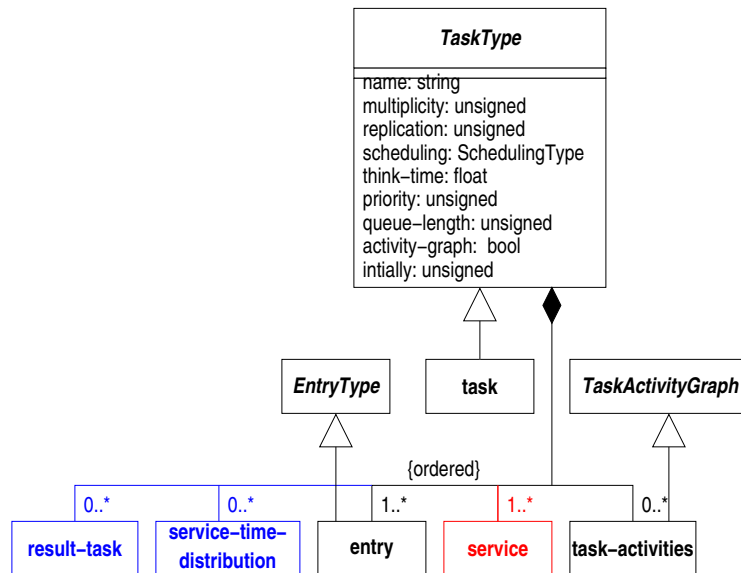 TaskType
name: string
multiplicity: unsigned
replication: unsigned
scheduling: SchedulingType
think−time: float
priority: unsigned
queue−length: unsigned
activity−graph: bool
intially: unsigned
EntryType
task
TaskActivityGraph
{ordered}
0..*
0..*
1..*
1..*
0..*
result−task
service−time−
distribution
entry
service
task−activities